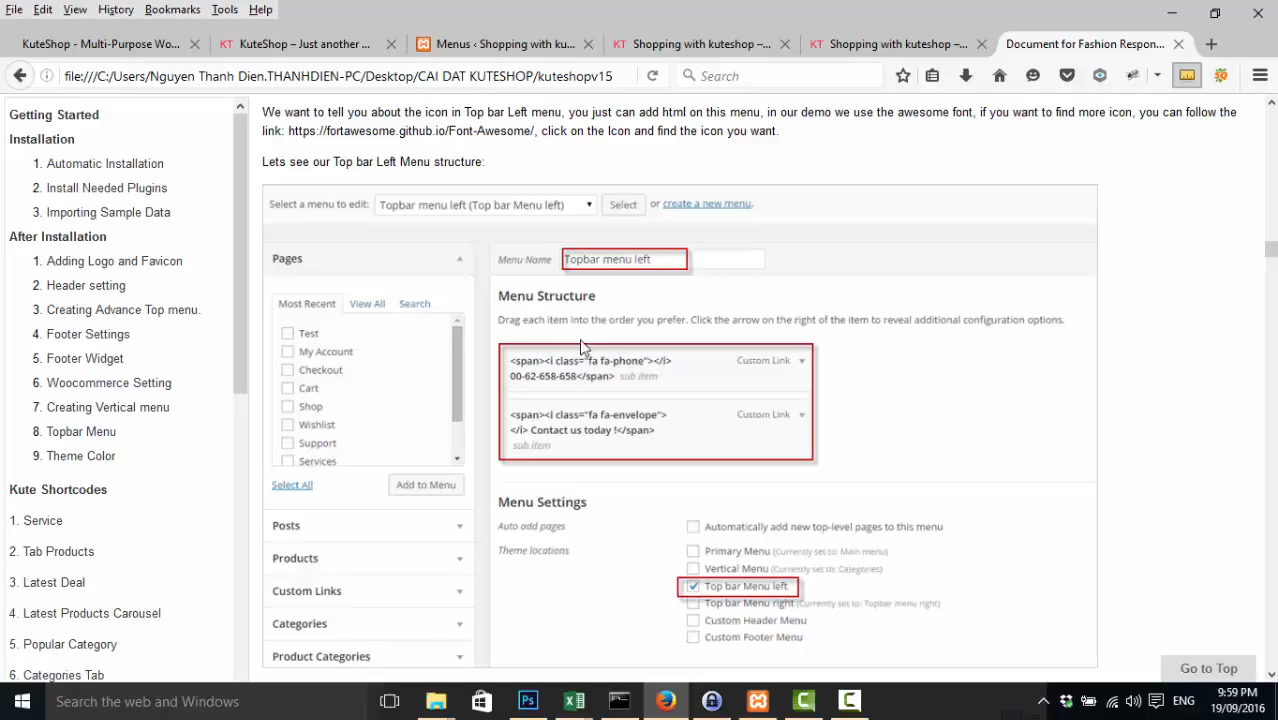 File Edit View History Bookmarks Tools Help
KuteShop - Multi-Purpose Wo...
KT KuteShop – Just another ...
Menus ‹ Shopping with ku...
KT Shopping with kuteshop –...
KT Shopping with kuteshop –...
Document for Fashion Respon...
file:///C:/Users/Nguyen Thanh Dien.THANHDIEN-PC/Desktop/CAI DAT KUTESHOP/kuteshopv15
Search
Getting Started
Installation
1. Automatic Installation
2. Install Needed Plugins
3. Importing Sample Data
After Installation
1. Adding Logo and Favicon
2. Header setting
3. Creating Advance Top menu.
4. Footer Settings
5. Footer Widget
6. Woocommerce Setting
7. Creating Vertical menu
8. Topbar Menu
9. Theme Color
Kute Shortcodes
1. Service
2. Tab Products
3. Latest Deal
4. Latest Products Carousel
5. Popular Category
6. Categories Tab
We want to tell you about the icon in Top bar Left menu, you just can add html on this menu, in our demo we use the awesome font, if you want to find more icon, you can follow the
link: https://fortawesome.github.io/Font-Awesome/, click on the Icon and find the icon you want.
Lets see our Top bar Left Menu structure:
Select a menu to edit: Topbar menu left (Top bar Menu left) Select or create a new menu.
Pages
Most Recent View All Search
Test
My Account
Checkout
Cart
Shop
Wishlist
Support
Services
Select All Add to Menu
Posts
Products
Custom Links
Categories
Product Categories
Menu Name Topbar menu left
Menu Structure
Drag each item into the order you prefer. Click the arrow on the right of the item to reveal additional configuration options.
<span><i class="fa fa-phone"></i> Custom Link
00-62-658-658</span> sub item
<span><i class="fa fa-envelope"> Custom Link
</i> Contact us today !</span>
sub item
Menu Settings
Auto add pages Automatically add new top-level pages to this menu
Theme locations Primary Menu (Currently set to: Main menu)
Vertical Menu (Currently set to: Categories)
Top bar Menu left
Top bar Menu right (Currently set to: Topbar menu right)
Custom Header Menu
Custom Footer Menu
Go to Top
Search the web and Windows
Ps
ENG
9:59 PM
19/09/2016